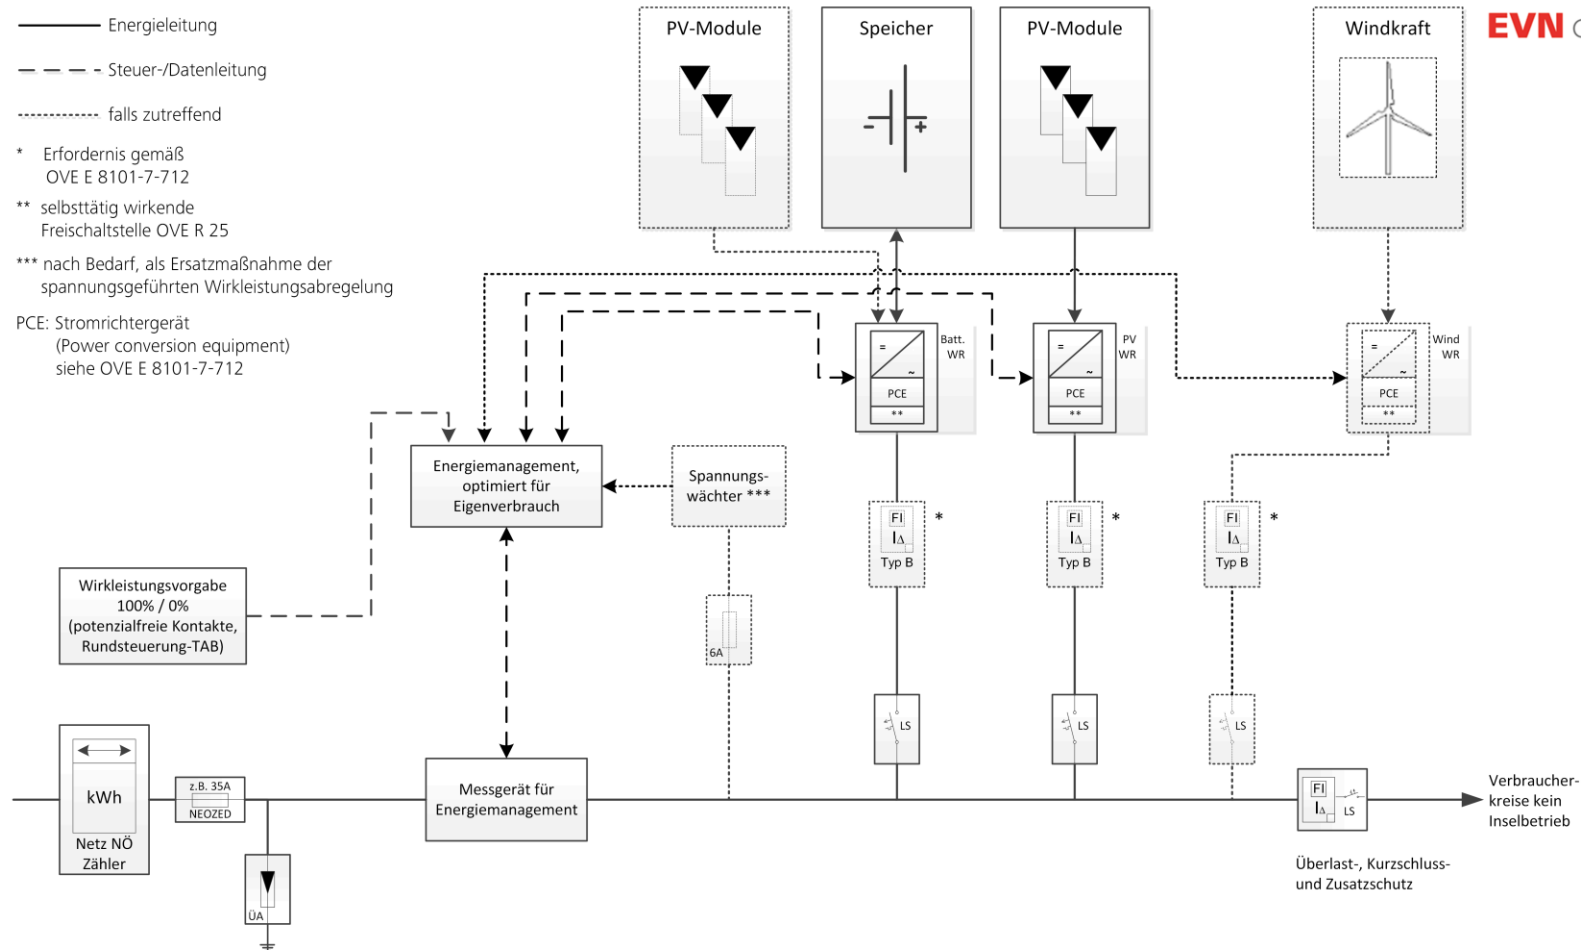 Energieleitung
Steuer-/Datenleitung
falls zutreffend
* Erfordernis gemäß
OVE E 8101-7-712
** selbsttätig wirkende
Freischaltstelle OVE R 25
*** nach Bedarf, als Ersatzmaßnahme der
spannungsgeführten Wirkleistungsabregelung
PCE: Stromrichtergerät
(Power conversion equipment)
siehe OVE E 8101-7-712
PV-Module
Speicher
- +
PV-Module
Windkraft
EVN
=
~
PCE
**
Batt.
WR
=
~
PCE
**
PV
WR
=
~
PCE
**
Wind
WR
Energiemanagement,
optimiert für
Eigenverbrauch
Spannungs-
wächter ***
FI
I∆
Typ B
*
FI
I∆
Typ B
*
FI
I∆
Typ B
*
Wirkleistungsvorgabe
100% / 0%
(potenzialfreie Kontakte,
Rundsteuerung-TAB)
6A
LS
LS
LS
kWh
Netz NÖ
Zähler
z.B. 35A
NEOZED
ÜA
Messgerät für
Energiemanagement
FI
I∆
LS
Überlast-, Kurzschluss-
und Zusatzschutz
Verbraucher-
kreise kein
Inselbetrieb